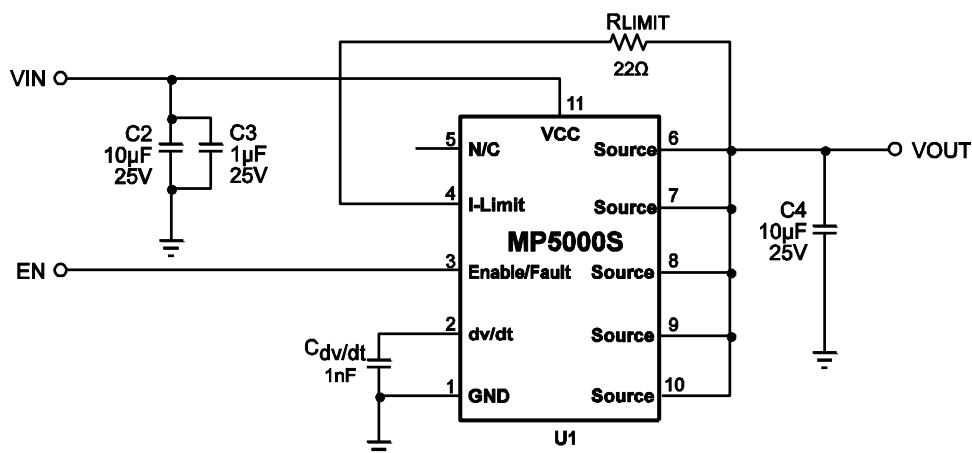 RLIMIT
22Ω
VIN
11
VCC
C2
10µF
25V
C3
1µF
25V
5
N/C
Source
6
VOUT
4
I-Limit
Source
7
MP5000S
C4
10µF
25V
EN
3
Enable/Fault
Source
8
2
dv/dt
Source
9
Cdv/dt
1nF
1
GND
Source
10
U1